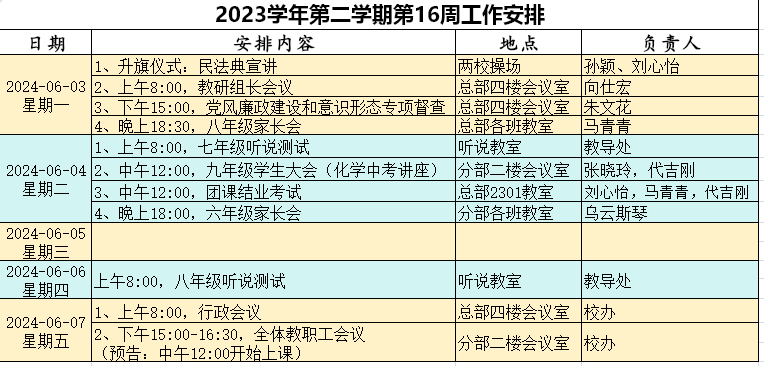 2023学年第二学期第16周工作安排
日期 安排内容 地点 负责人
2024-06-03
星期一
1、升旗仪式：民法典宣讲 两校操场 孙颖、刘心怡
2、上午8:00，教研组长会议 总部四楼会议室 向仕宏
3、下午15:00，党风廉政建设和意识形态专项督查 总部四楼会议室 朱文花
4、晚上18:30，八年级家长会 总部各班教室 马青青
2024-06-04
星期二
1、上午8:00，七年级听说测试 听说教室 教导处
2、中午12:00，九年级学生大会（化学中考讲座） 分部二楼会议室 张晓玲，代吉刚
3、中午12:00，团课结业考试 总部2301教室 刘心怡，马青青，代吉刚
4、晚上18:00，六年级家长会 分部各班教室 乌云斯琴
2024-06-05
星期三
2024-06-06
星期四
上午8:00，八年级听说测试 听说教室 教导处
2024-06-07
星期五
1、上午8:00，行政会议 总部四楼会议室 校办
2、下午15:00-16:30，全体教职工会议
（预告：中午12:00开始上课） 分部二楼会议室 校办